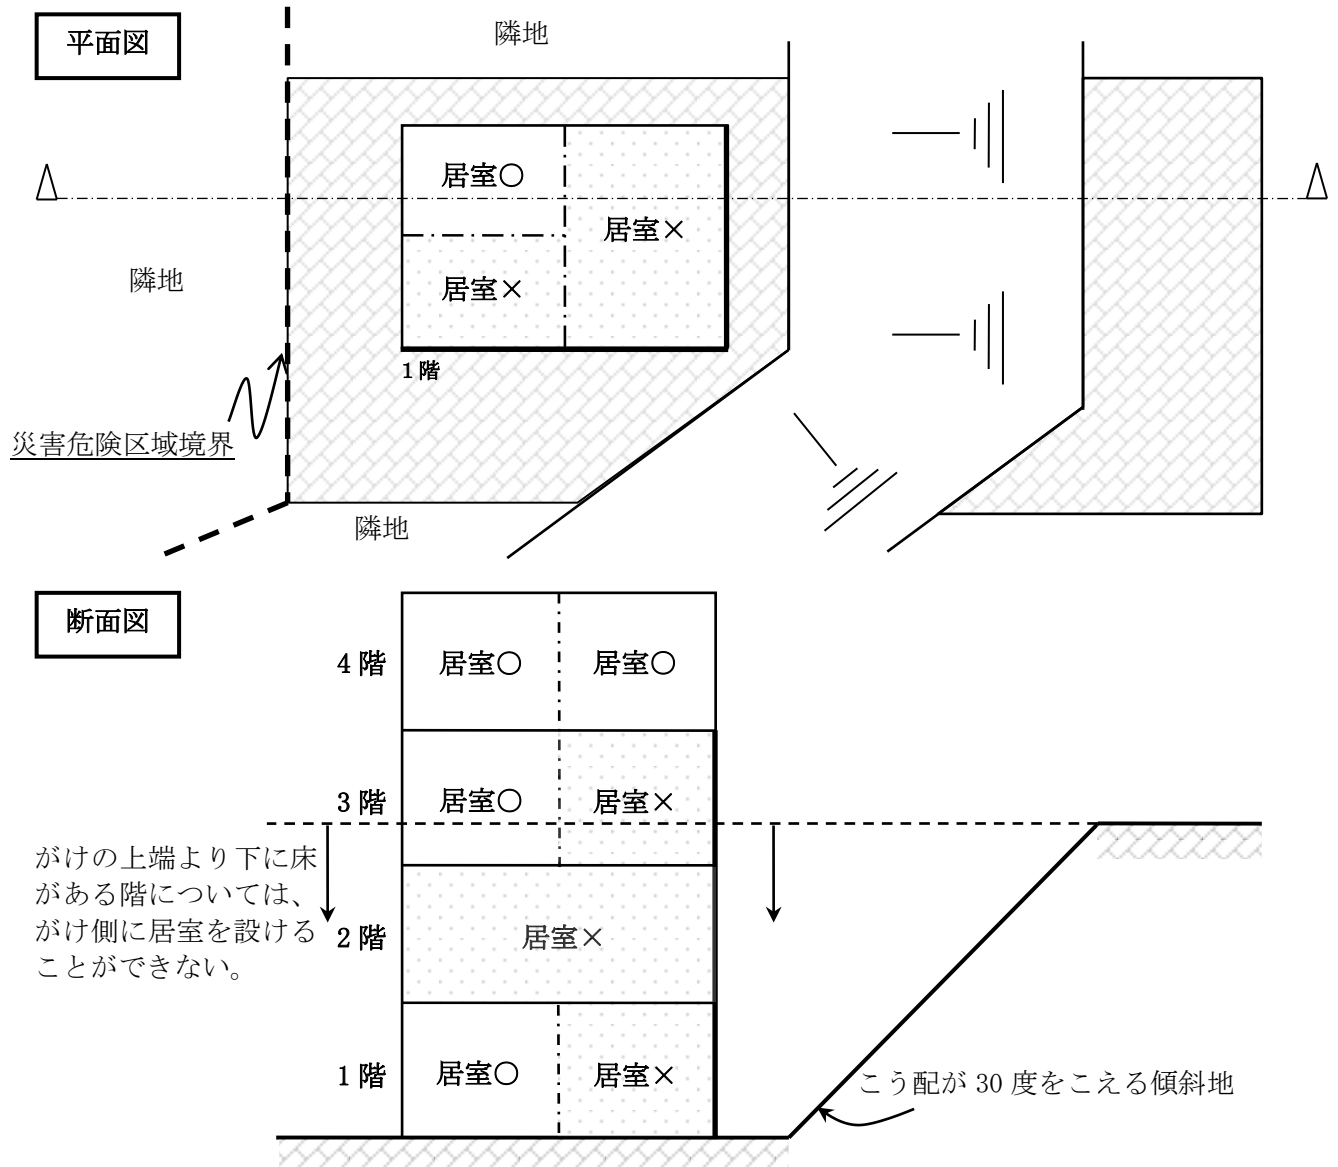 平面図
隣地
居室○
居室×
居室×
隣地
1階
災害危険区域境界
隣地
断面図
4階
居室○
居室○
3階
居室○
居室×
がけの上端より下に床
がある階については、
がけ側に居室を設ける
ことができない。
2階
居室×
1階
居室○
居室×
こう配が 30 度をこえる傾斜地